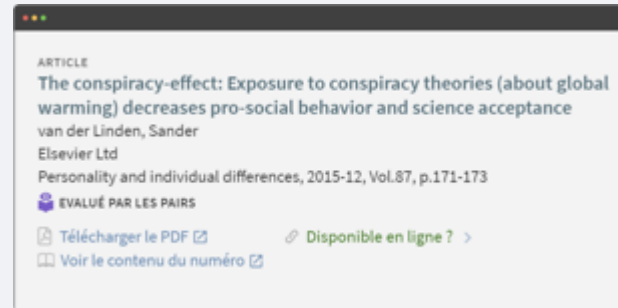 ARTICLE
The conspiracy-effect: Exposure to conspiracy theories (about global
warming) decreases pro-social behavior and science acceptance
van der Linden, Sander
Elsevier Ltd
Personality and individual differences, 2015-12, Vol.87, p.171-173
EVALUÉ PAR LES PAIRS
Télécharger le PDF Disponible en ligne ?
Voir le contenu du numéro